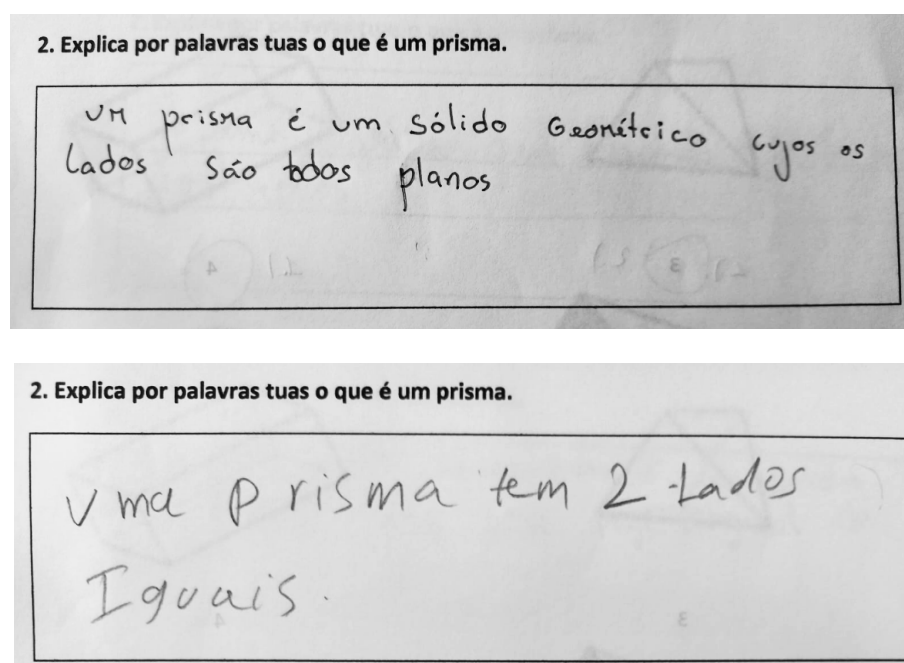 2. Explica por palavras tuas o que é um prisma.
UM prisma é um sólido Geométrico cujos os
lados são todos planos
2. Explica por palavras tuas o que é um prisma.
Uma Prisma tem 2 Lados
Iguais.